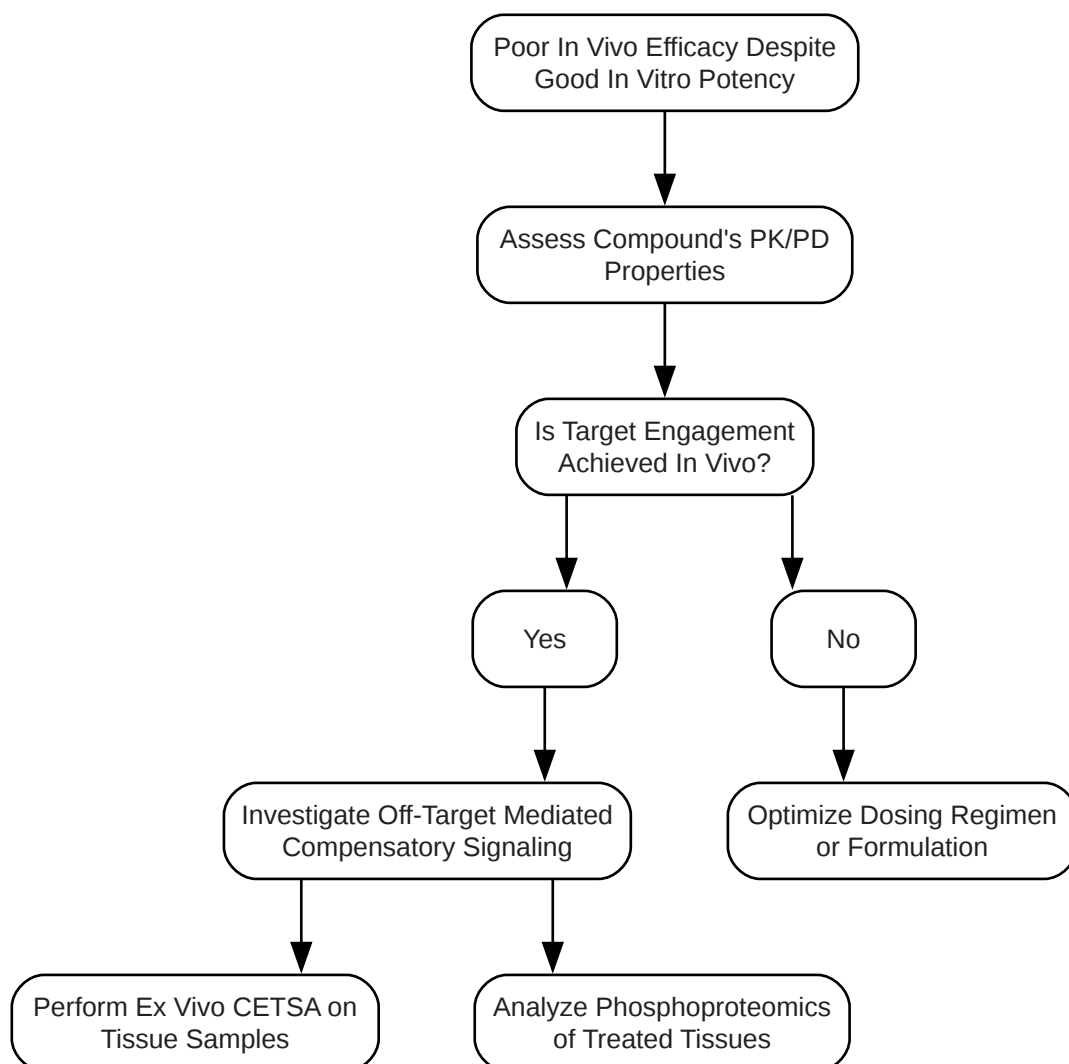 Poor In Vivo Efficacy Despite
Good In Vitro Potency
Assess Compound's PK/PD
Properties
Is Target Engagement
Achieved In Vivo?
Yes
No
Investigate Off-Target Mediated
Compensatory Signaling
Optimize Dosing Regimen
or Formulation
Perform Ex Vivo CETSA on
Tissue Samples
Analyze Phosphoproteomics
of Treated Tissues